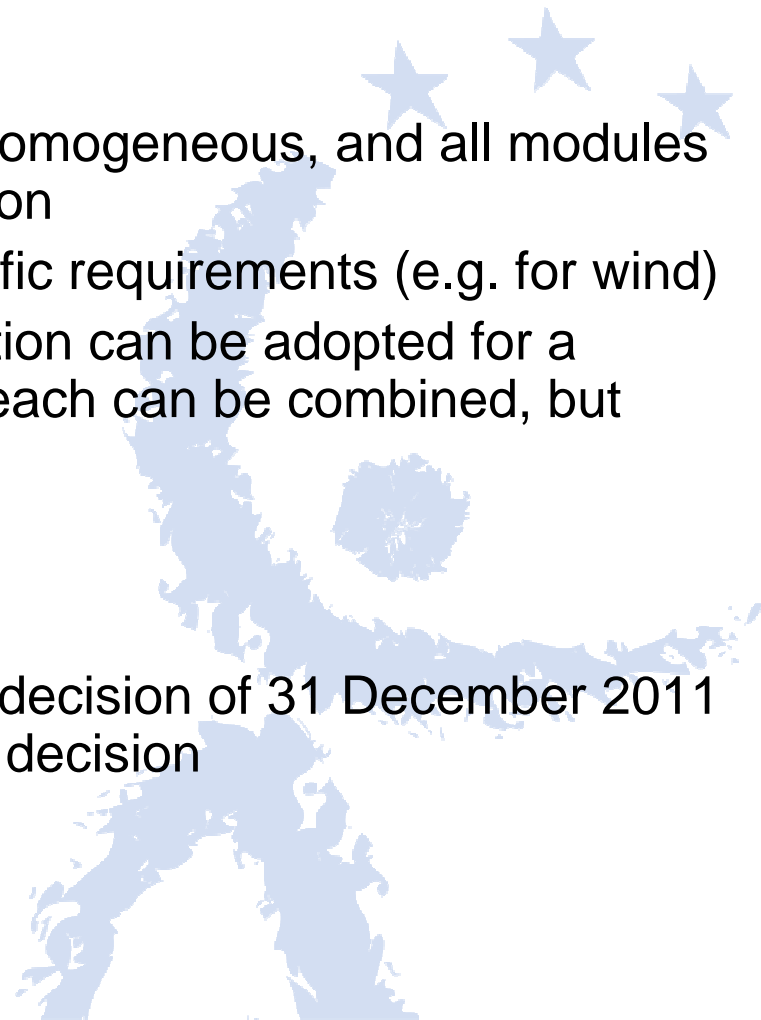 omogeneous, and all modules
on
fic requirements (e.g. for wind)
tion can be adopted for a
each can be combined, but
decision of 31 December 2011
decision